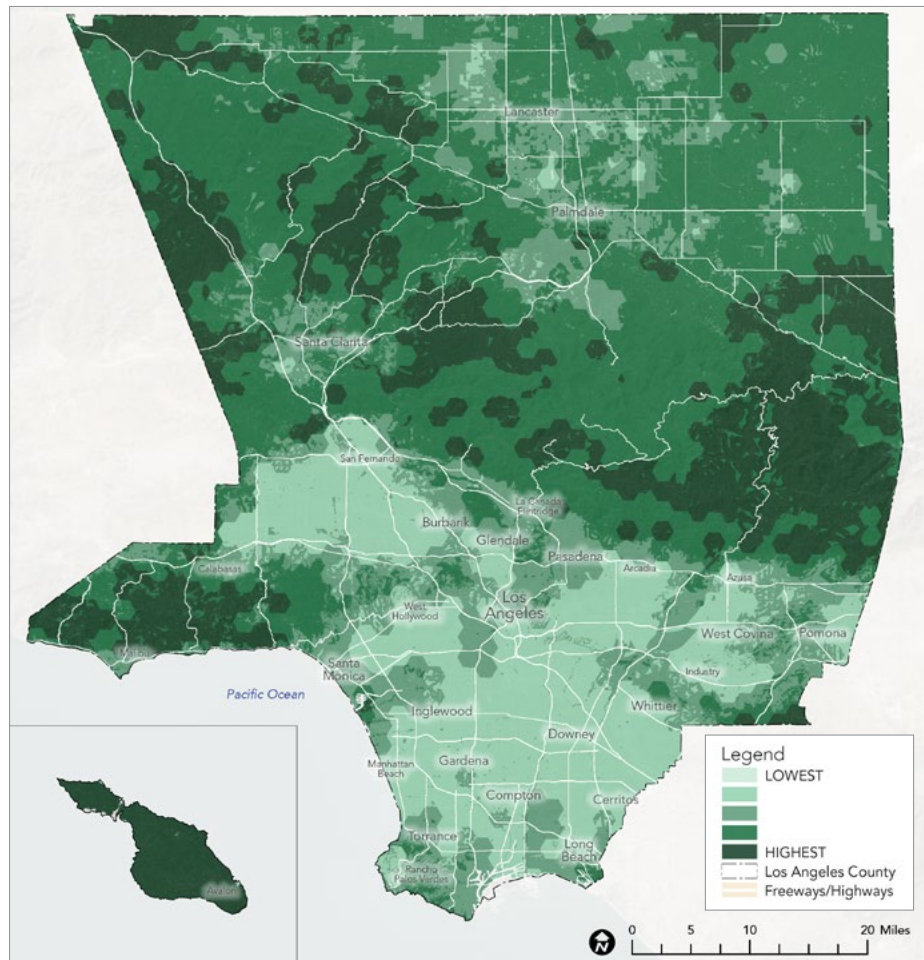 Lancaster
Palmdale
Santa Clarita
San Fernando
La Canada
Flintridge
Burbank
Glendale
Pasadena
Arcadia
Azusa
Calabasas
West
Hollywood
Los
Angeles
West Covina
Pomona
Malibu
Santa
Monica
Industry
Pacific Ocean
Inglewood
Whittier
Downey
Manhattan
Beach
Gardena
Compton
Cerritos
Torrance
Long
Beach
Rancho
Palos Verdes
Avalon
Legend
LOWEST
HIGHEST
Los Angeles County
Freeways/Highways
N
0 5 10 20 Miles